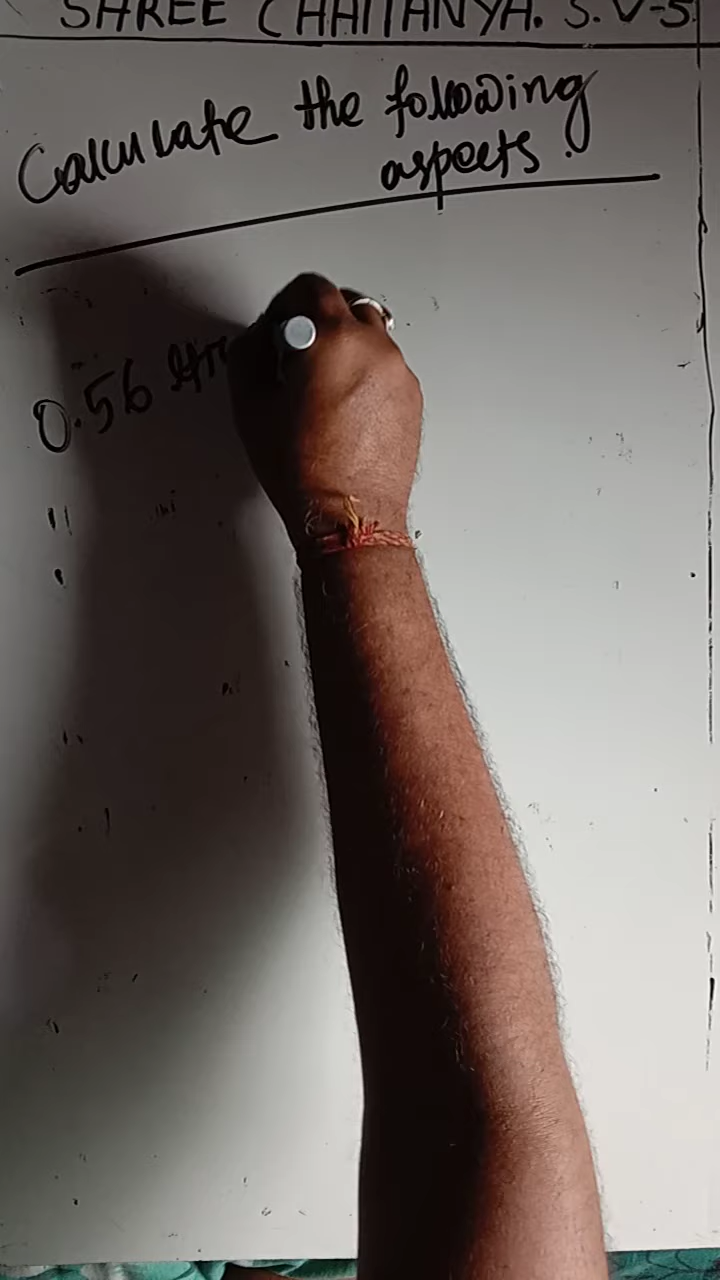 SHREE CHAITANYA. S. V-5
Calculate the following
aspects.
0.56